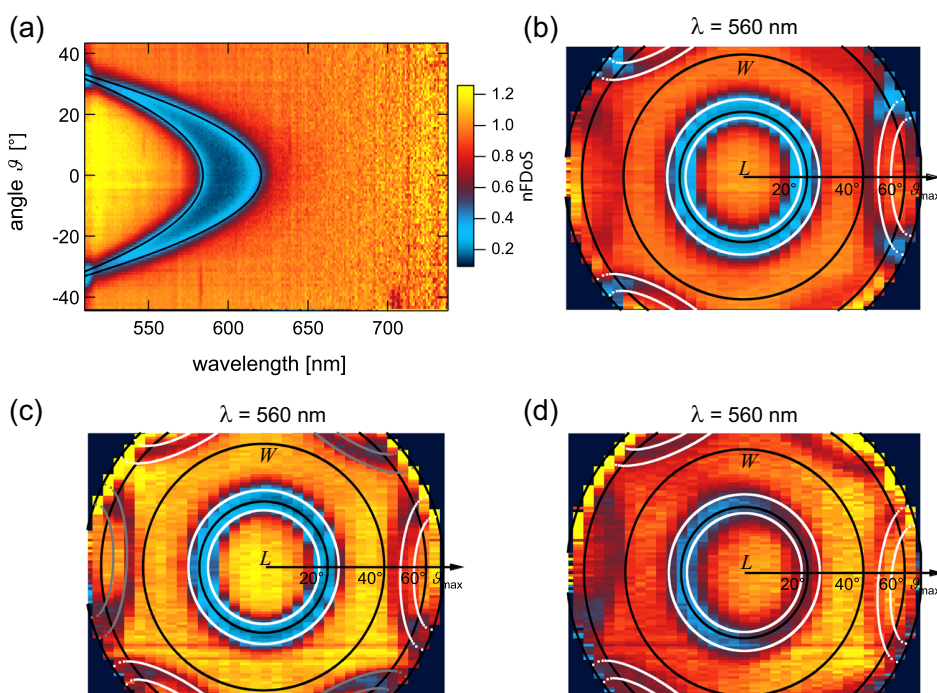 (a)
40
20
0
-20
-40
angle ϑ [°]
550
600
650
700
wavelength [nm]
1.2
1.0
0.8
0.6
0.4
0.2
nFDoS
(b)
λ = 560 nm
W
L
20°
40°
60°
ϑmax
(c)
λ = 560 nm
W
L
20°
40°
60°
ϑmax
(d)
λ = 560 nm
W
L
20°
40°
60°
ϑmax